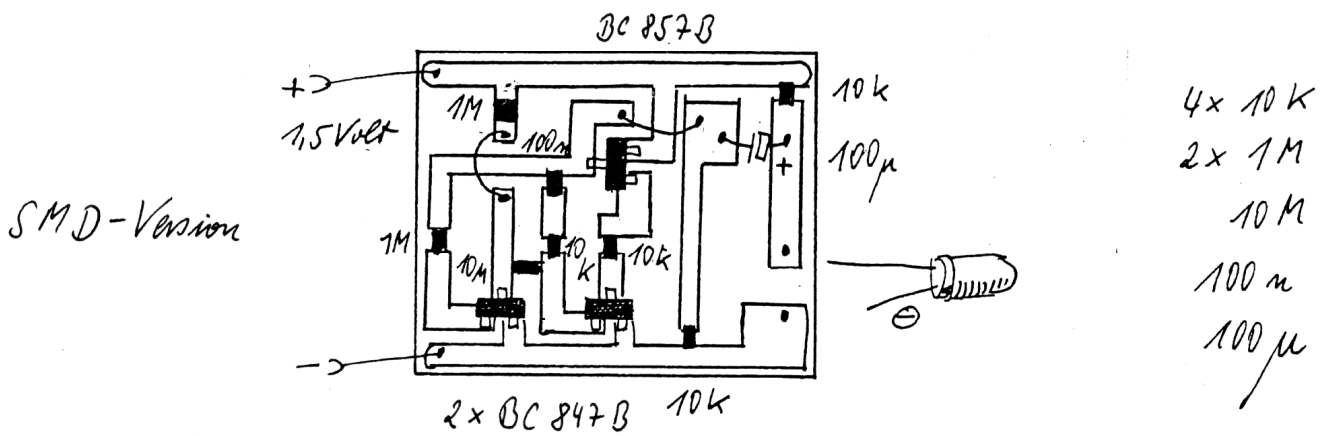 BC 857B
+
1,5 Volt
1M
100n
10k
100µ
+
SMD-Version
1M
10M
10k
10k
⊖
-
2x BC 847B
10k
4x 10K
2x 1M
10M
100n
100µ